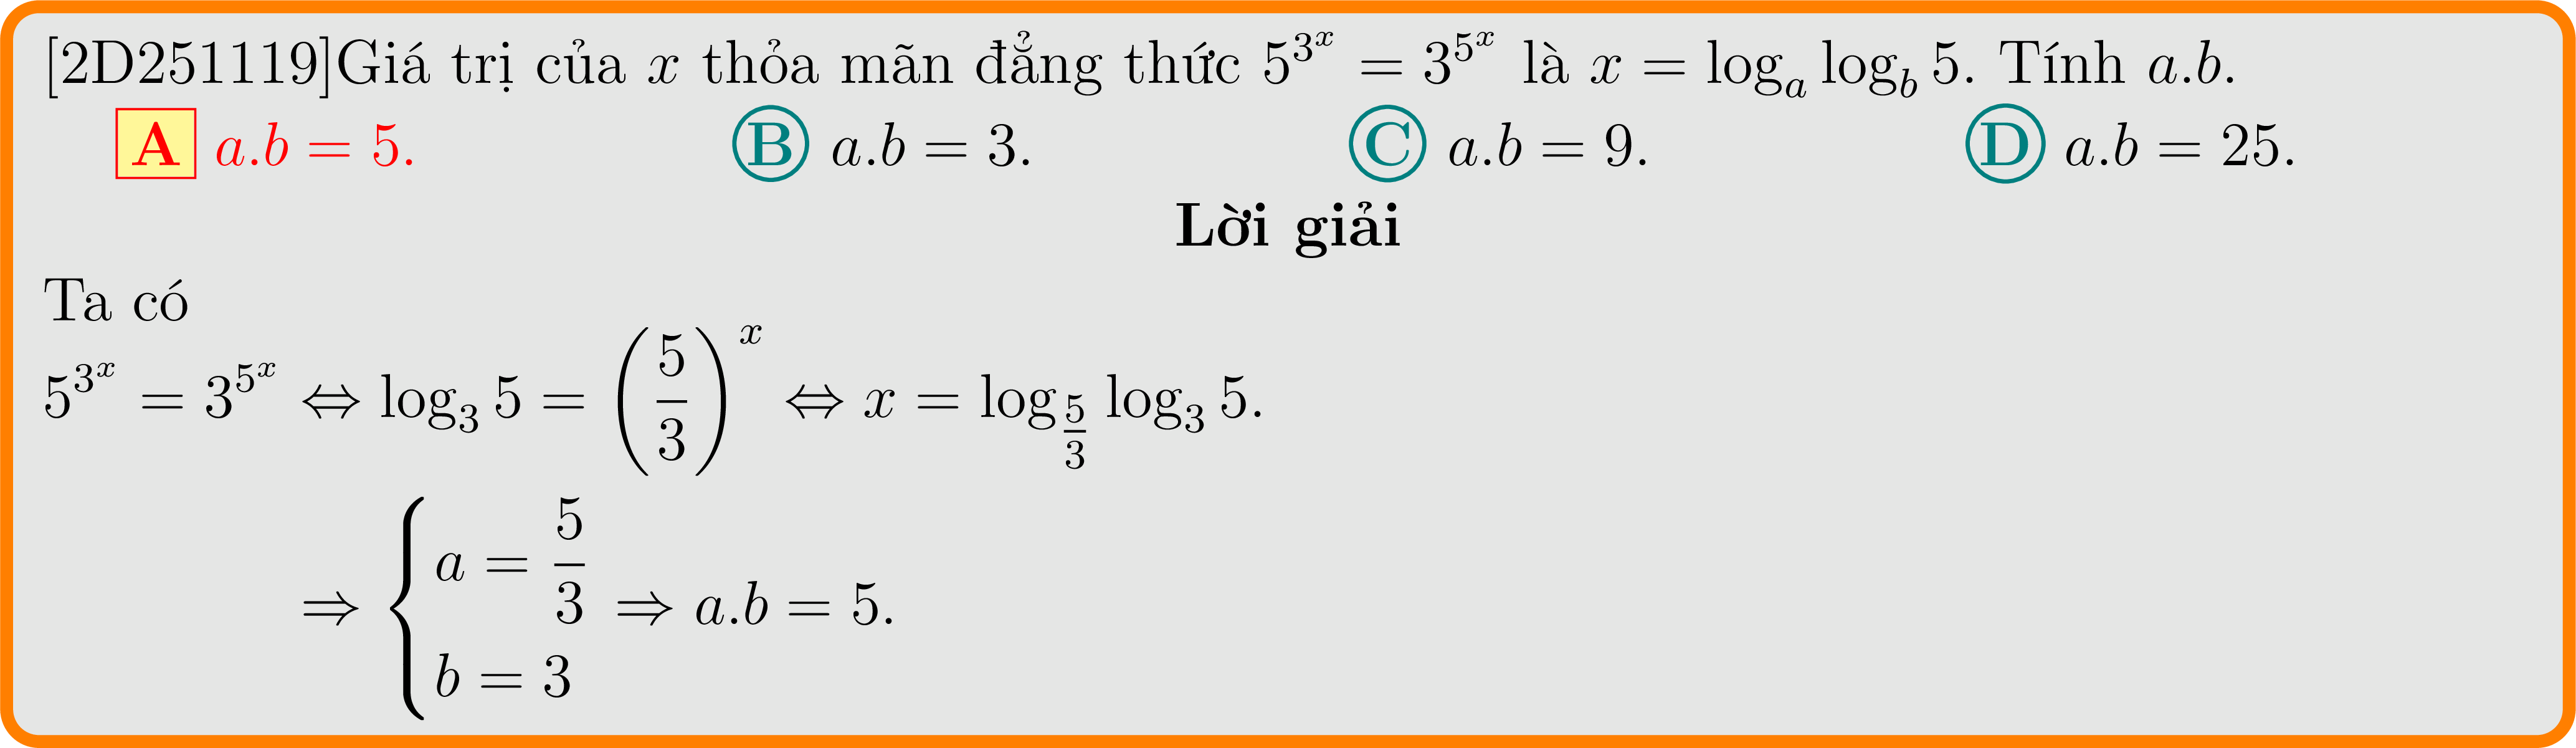 [2D251119]Giá trị của $x$ thỏa mãn đẳng thức $5^{3^x} = 3^{5^x}$ là $x = \log_a \log_b 5$. Tính $a.b$.
A $a.b = 5.$ B $a.b = 3.$ C $a.b = 9.$ D $a.b = 25.$
Lời giải
Ta có
$5^{3^x} = 3^{5^x} \Leftrightarrow \log_3 5 = \left(\dfrac{5}{3}\right)^x \Leftrightarrow x = \log_{\frac{5}{3}} \log_3 5.$
$\Rightarrow \begin{cases} a = \dfrac{5}{3} \\ b = 3 \end{cases} \Rightarrow a.b = 5.$